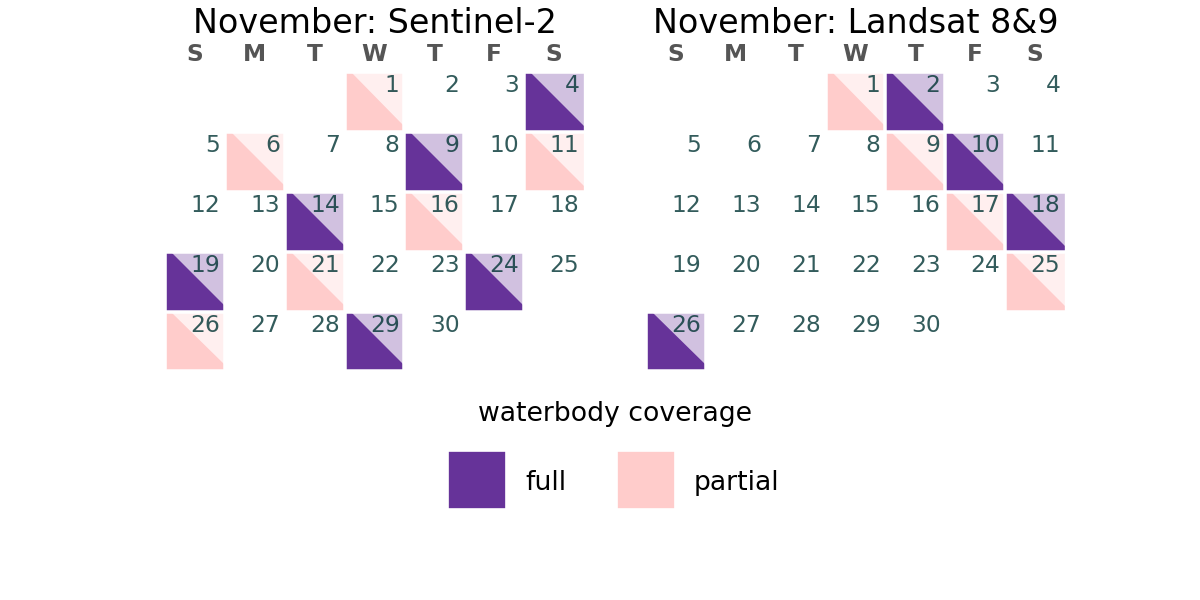 November: Sentinel-2
S M T W T F S
1 2 3 4
5 6 7 8 9 10 11
12 13 14 15 16 17 18
19 20 21 22 23 24 25
26 27 28 29 30
November: Landsat 8&9
S M T W T F S
1 2 3 4
5 6 7 8 9 10 11
12 13 14 15 16 17 18
19 20 21 22 23 24 25
26 27 28 29 30
waterbody coverage
full partial